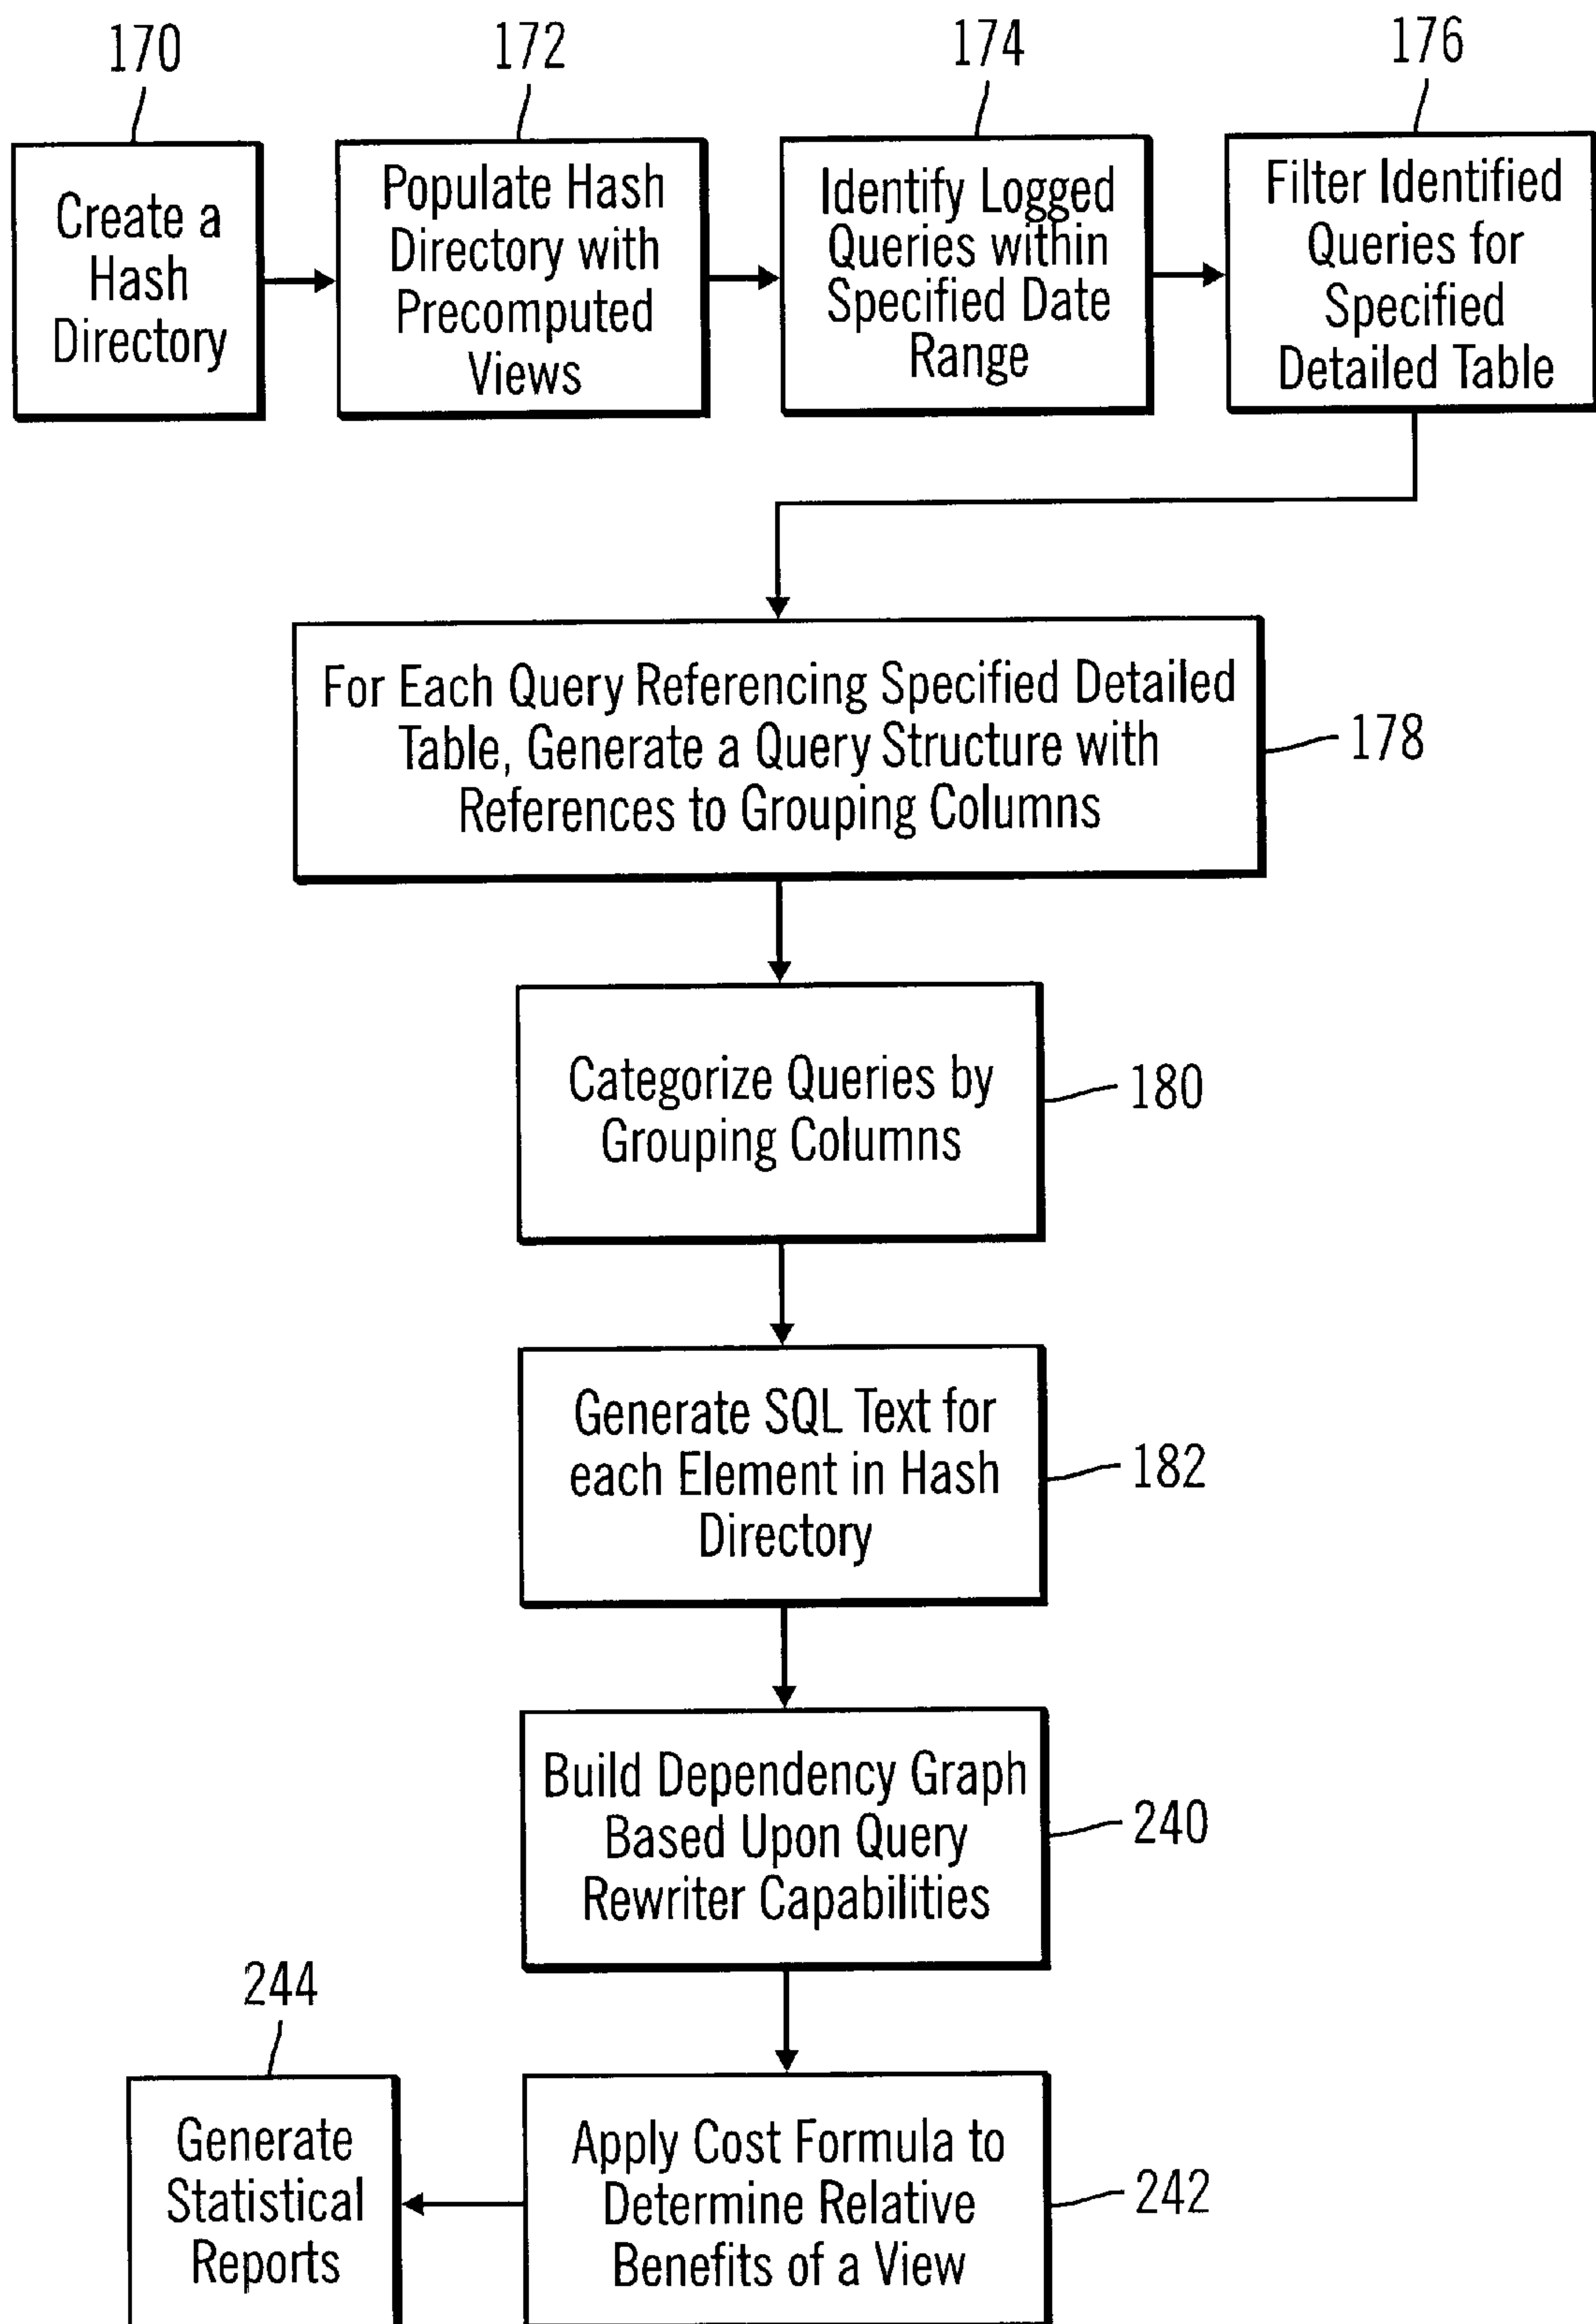 170
172
174
176
Create a
Hash
Directory
Populate Hash
Directory with
Precomputed
Views
Identify Logged
Queries within
Specified Date
Range
Filter Identified
Queries for
Specified
Detailed Table
For Each Query Referencing Specified Detailed
Table, Generate a Query Structure with
References to Grouping Columns
178
Categorize Queries by
Grouping Columns
180
Generate SQL Text for
each Element in Hash
Directory
182
Build Dependency Graph
Based Upon Query
Rewriter Capabilities
240
244
Generate
Statistical
Reports
Apply Cost Formula to
Determine Relative
Benefits of a View
242